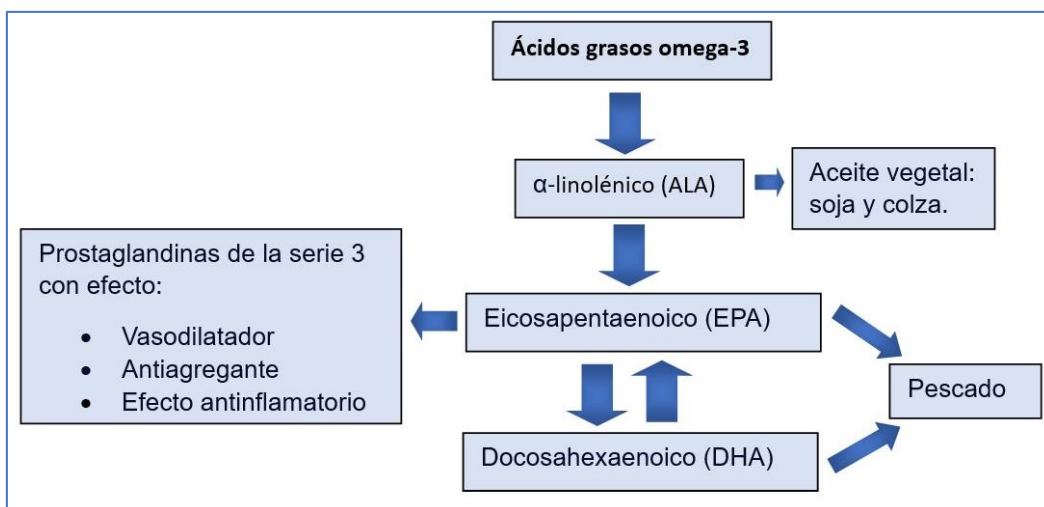 Ácidos grasos omega-3
α-linolénico (ALA)
Aceite vegetal:
soja y colza.
Prostaglandinas de la serie 3
con efecto:
• Vasodilatador
• Antiagregante
• Efecto antinflamatorio
Eicosapentaenoico (EPA)
Pescado
Docosahexaenoico (DHA)